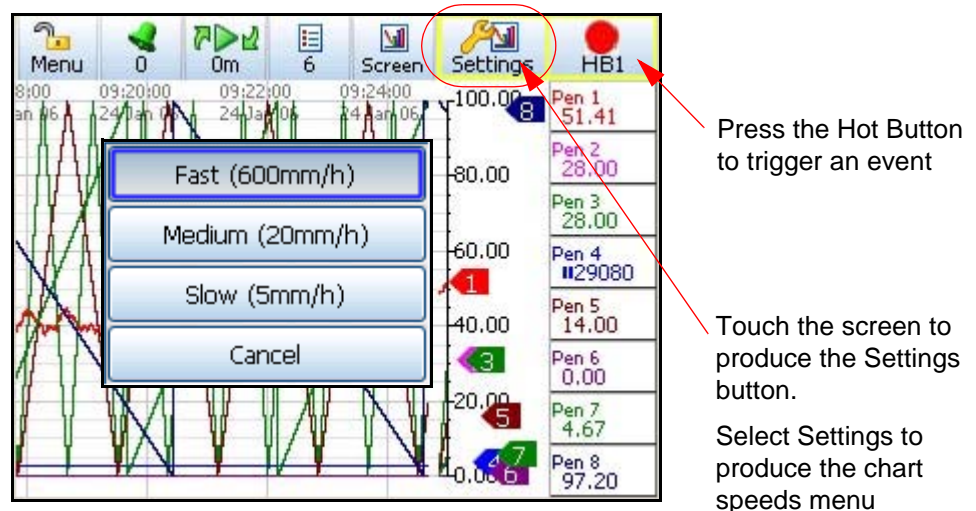 Menu 0 0m 6 Screen Settings HB1
8:00 09:20:00 09:22:00 09:24:00
an 06 24 Jan 06 24 Jan 06 24 Jan 06
100.00
80.00
60.00
40.00
20.00
0.00
8
1
3
5
4
7
6
Fast (600mm/h)
Medium (20mm/h)
Slow (5mm/h)
Cancel
Pen 1
51.41
Pen 2
28.00
Pen 3
28.00
Pen 4
29080
Pen 5
14.00
Pen 6
0.00
Pen 7
4.67
Pen 8
97.20
Press the Hot Button
to trigger an event
Touch the screen to
produce the Settings
button.
Select Settings to
produce the chart
speeds menu